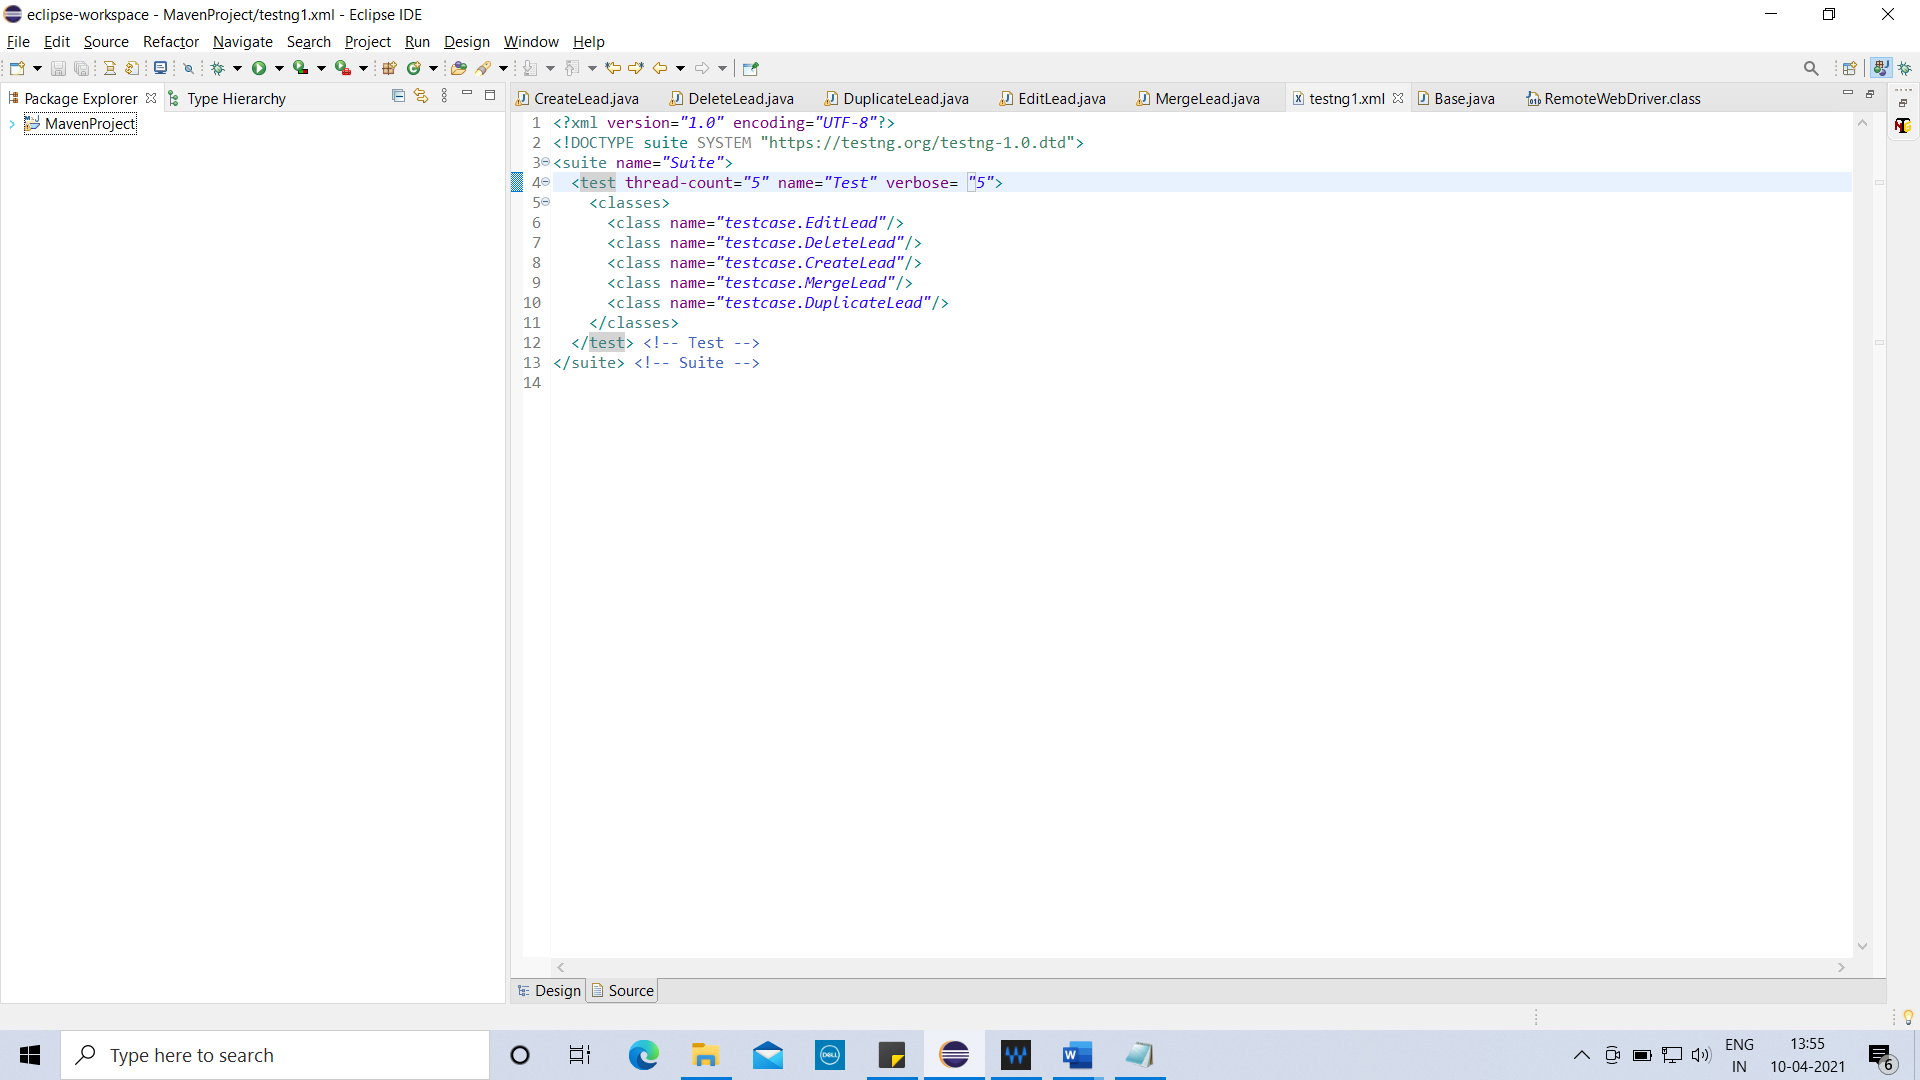 eclipse-workspace - MavenProject/testng1.xml - Eclipse IDE
File Edit Source Refactor Navigate Search Project Run Design Window Help
Package Explorer Type Hierarchy
MavenProject
CreateLead.java DeleteLead.java DuplicateLead.java EditLead.java MergeLead.java testng1.xml Base.java RemoteWebDriver.class
1 <?xml version="1.0" encoding="UTF-8"?>
2 <!DOCTYPE suite SYSTEM "https://testng.org/testng-1.0.dtd">
3 <suite name="Suite">
4 <test thread-count="5" name="Test" verbose= "5">
5 <classes>
6 <class name="testcase.EditLead"/>
7 <class name="testcase.DeleteLead"/>
8 <class name="testcase.CreateLead"/>
9 <class name="testcase.MergeLead"/>
10 <class name="testcase.DuplicateLead"/>
11 </classes>
12 </test> <!-- Test -->
13 </suite> <!-- Suite -->
14
Design Source
Type here to search
DELL
ENG
IN
13:55
10-04-2021
6